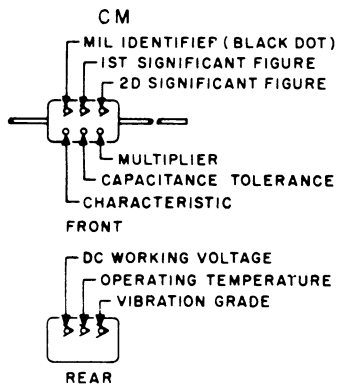 CM
MIL IDENTIFIER (BLACK DOT)
1ST SIGNIFICANT FIGURE
2D SIGNIFICANT FIGURE
MULTIPLIER
CAPACITANCE TOLERANCE
CHARACTERISTIC
FRONT
DC WORKING VOLTAGE
OPERATING TEMPERATURE
VIBRATION GRADE
REAR